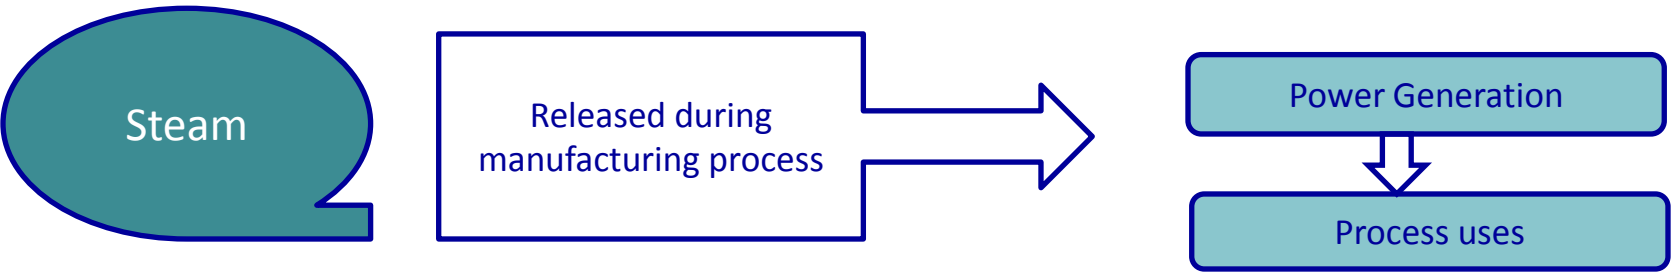 Steam
Released during
manufacturing process
Power Generation
Process uses